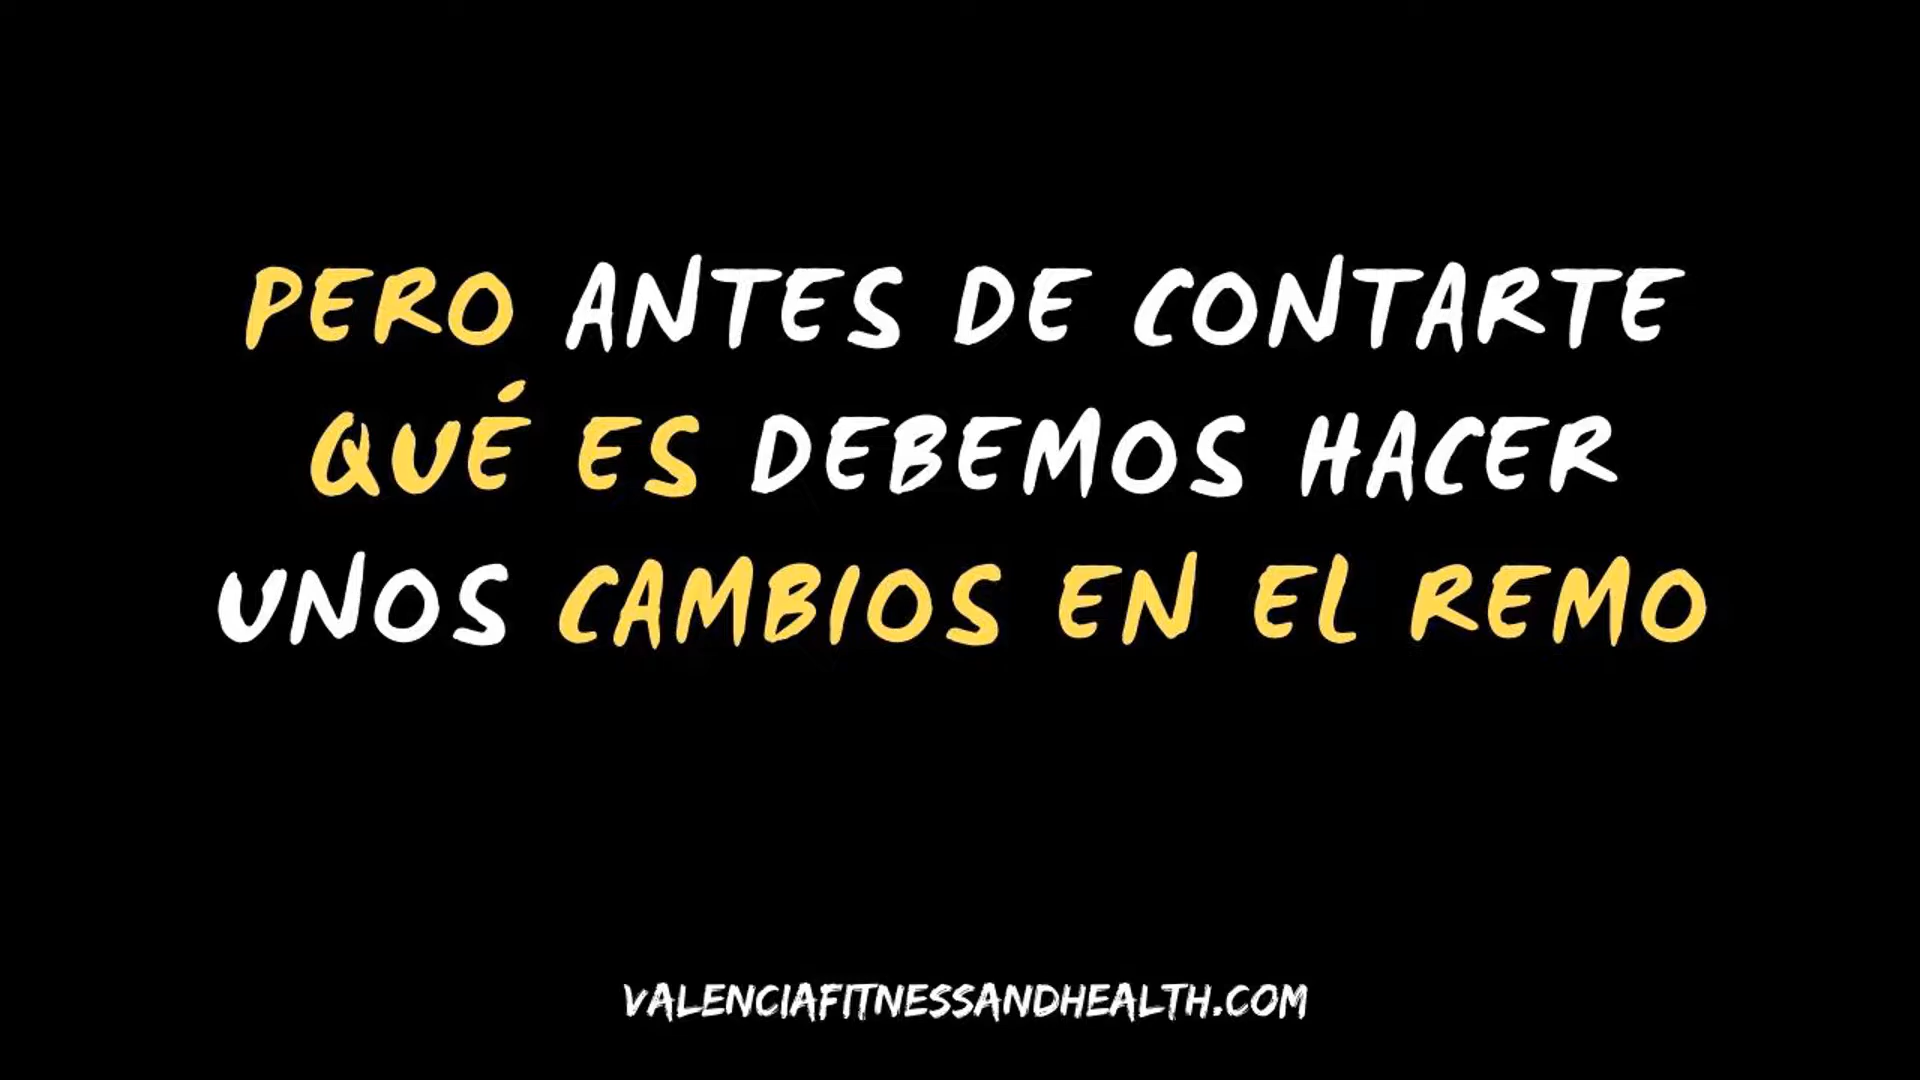 PERO ANTES DE CONTARTE
QUÉ ES DEBEMOS HACER
UNOS CAMBIOS EN EL REMO
VALENCIAFITNESSANDHEALTH.COM